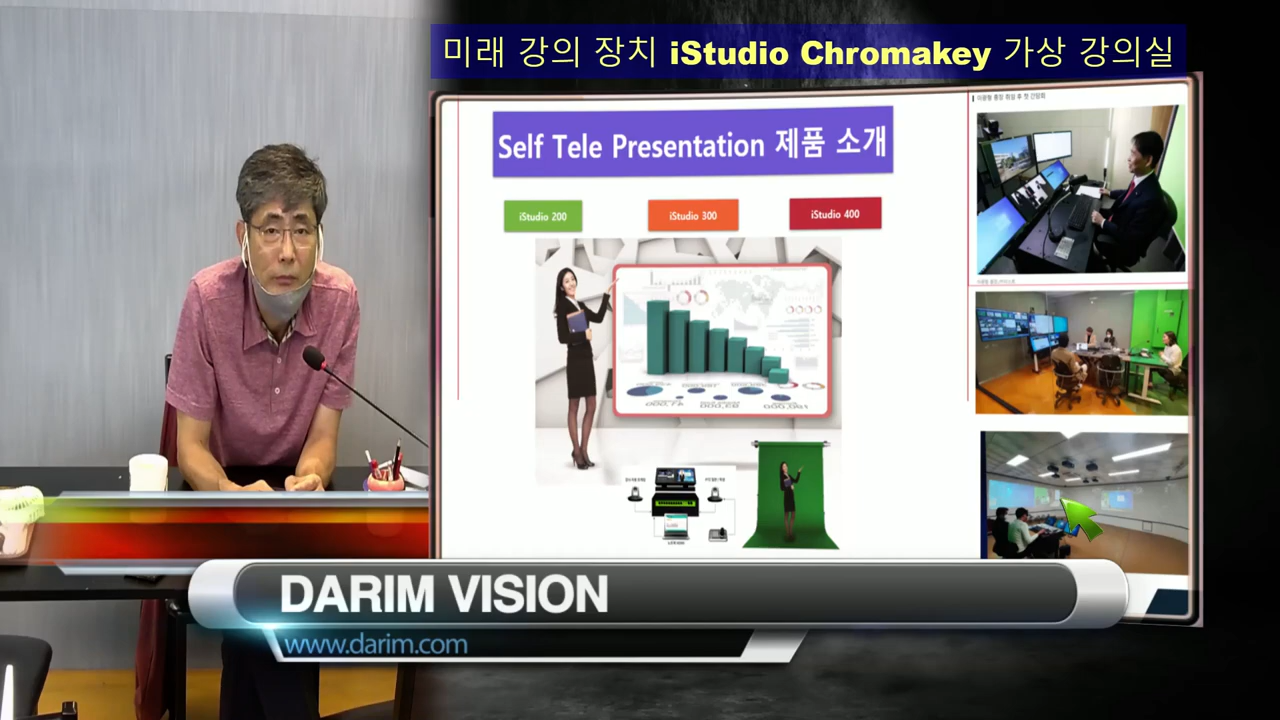 미래 강의 장치 iStudio Chromakey 가상 강의실
Self Tele Presentation 제품 소개
iStudio 200
iStudio 300
iStudio 400
DARIM VISION
www.darim.com